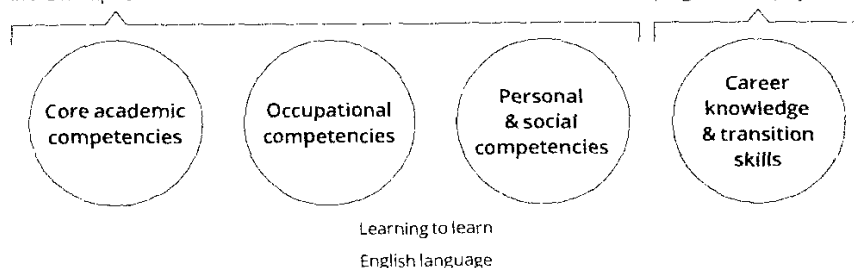 Core academic
competencies
Occupational
competencies
Personal
& social
competencies
Career
knowledge
& transition
skills
Learning to learn
English language